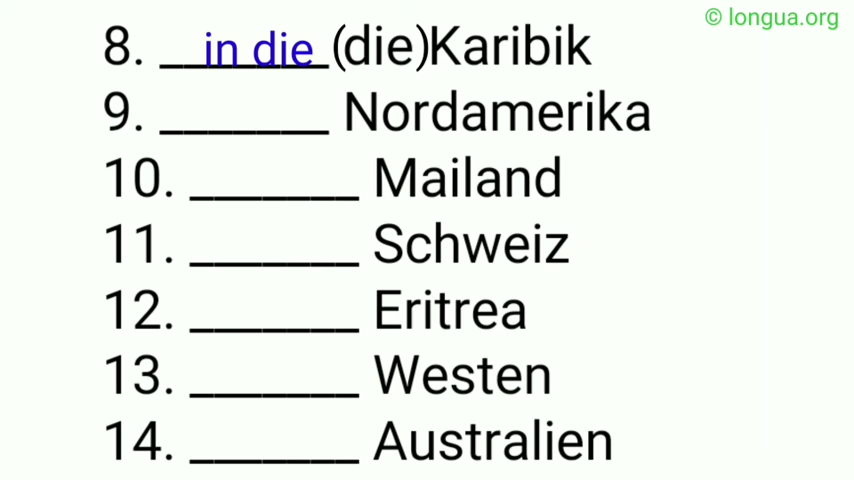 © longua.org
8. _______ in die (die)Karibik
9. _______ Nordamerika
10. _______ Mailand
11. _______ Schweiz
12. _______ Eritrea
13. _______ Westen
14. _______ Australien